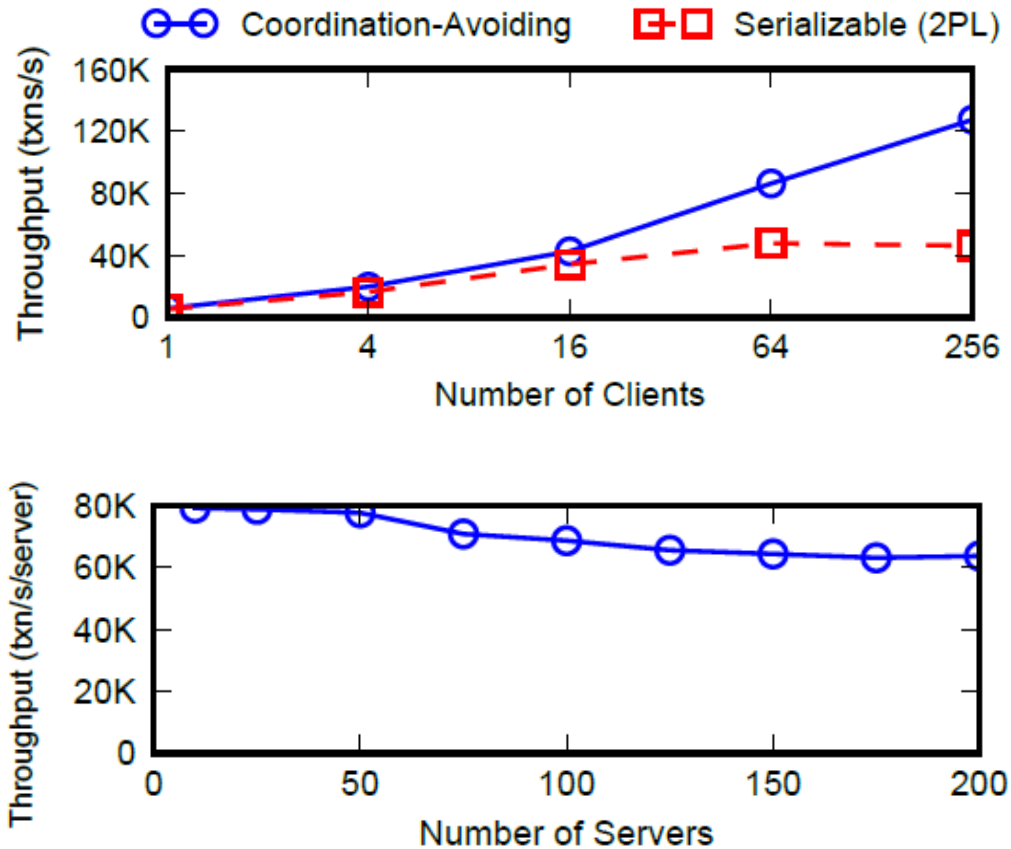 Coordination-Avoiding Serializable (2PL)
Throughput (txns/s)
160K
120K
80K
40K
0
1 4 16 64 256
Number of Clients
Throughput (txn/s/server)
80K
60K
40K
20K
0
0 50 100 150 200
Number of Servers